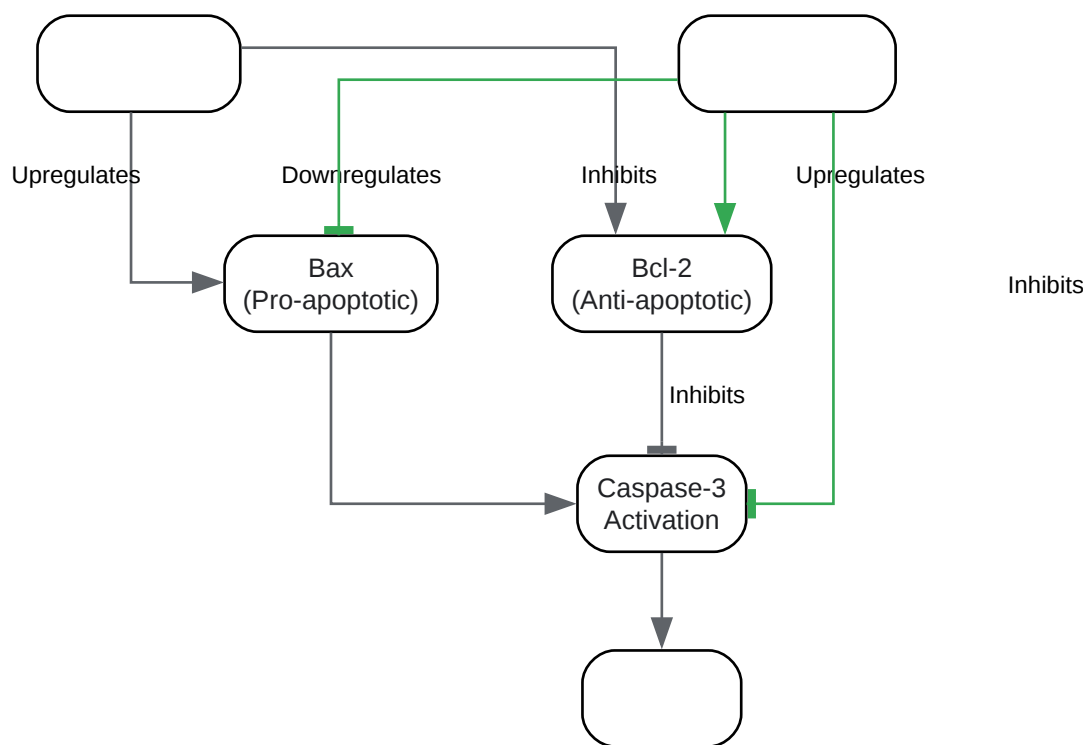 Upregulates
Downregulates
Inhibits
Upregulates
Bax
(Pro-apoptotic)
Bcl-2
(Anti-apoptotic)
Inhibits
Inhibits
Caspase-3
Activation